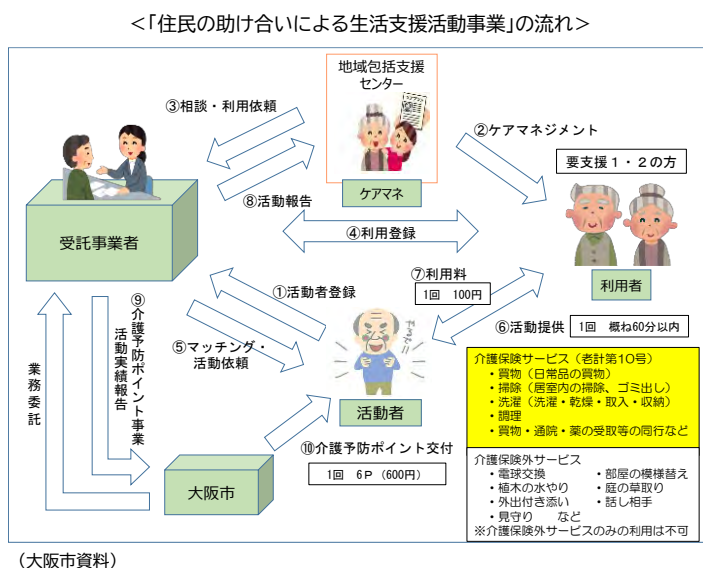 ＜「住民の助け合いによる生活支援活動事業」の流れ＞
地域包括支援
センター
③相談・利用依頼
②ケアマネジメント
要支援１・２の方
⑧活動報告
ケアマネ
④利用登録
受託事業者
利用者
⑦利用料
1回　100円
①活動者登録
⑥活動提供
1回　概ね60分以内
⑤マッチング・
活動依頼
活動者
⑨介護予防ポイント事業
活動実績報告
業務委託
大阪市
⑩介護予防ポイント交付
1回　6P（600円）
介護保険サービス（老計第10号）
・買物（日常品の買物）
・掃除（居室内の掃除、ゴミ出し）
・洗濯（洗濯・乾燥・取入・収納）
・調理
・買物・通院・薬の受取等の同行など
介護保険外サービス
・電球交換　・部屋の模様替え
・植木の水やり　・庭の草取り
・外出付き添い　・話し相手
・見守り　など
※介護保険外サービスのみの利用は不可
（大阪市資料）